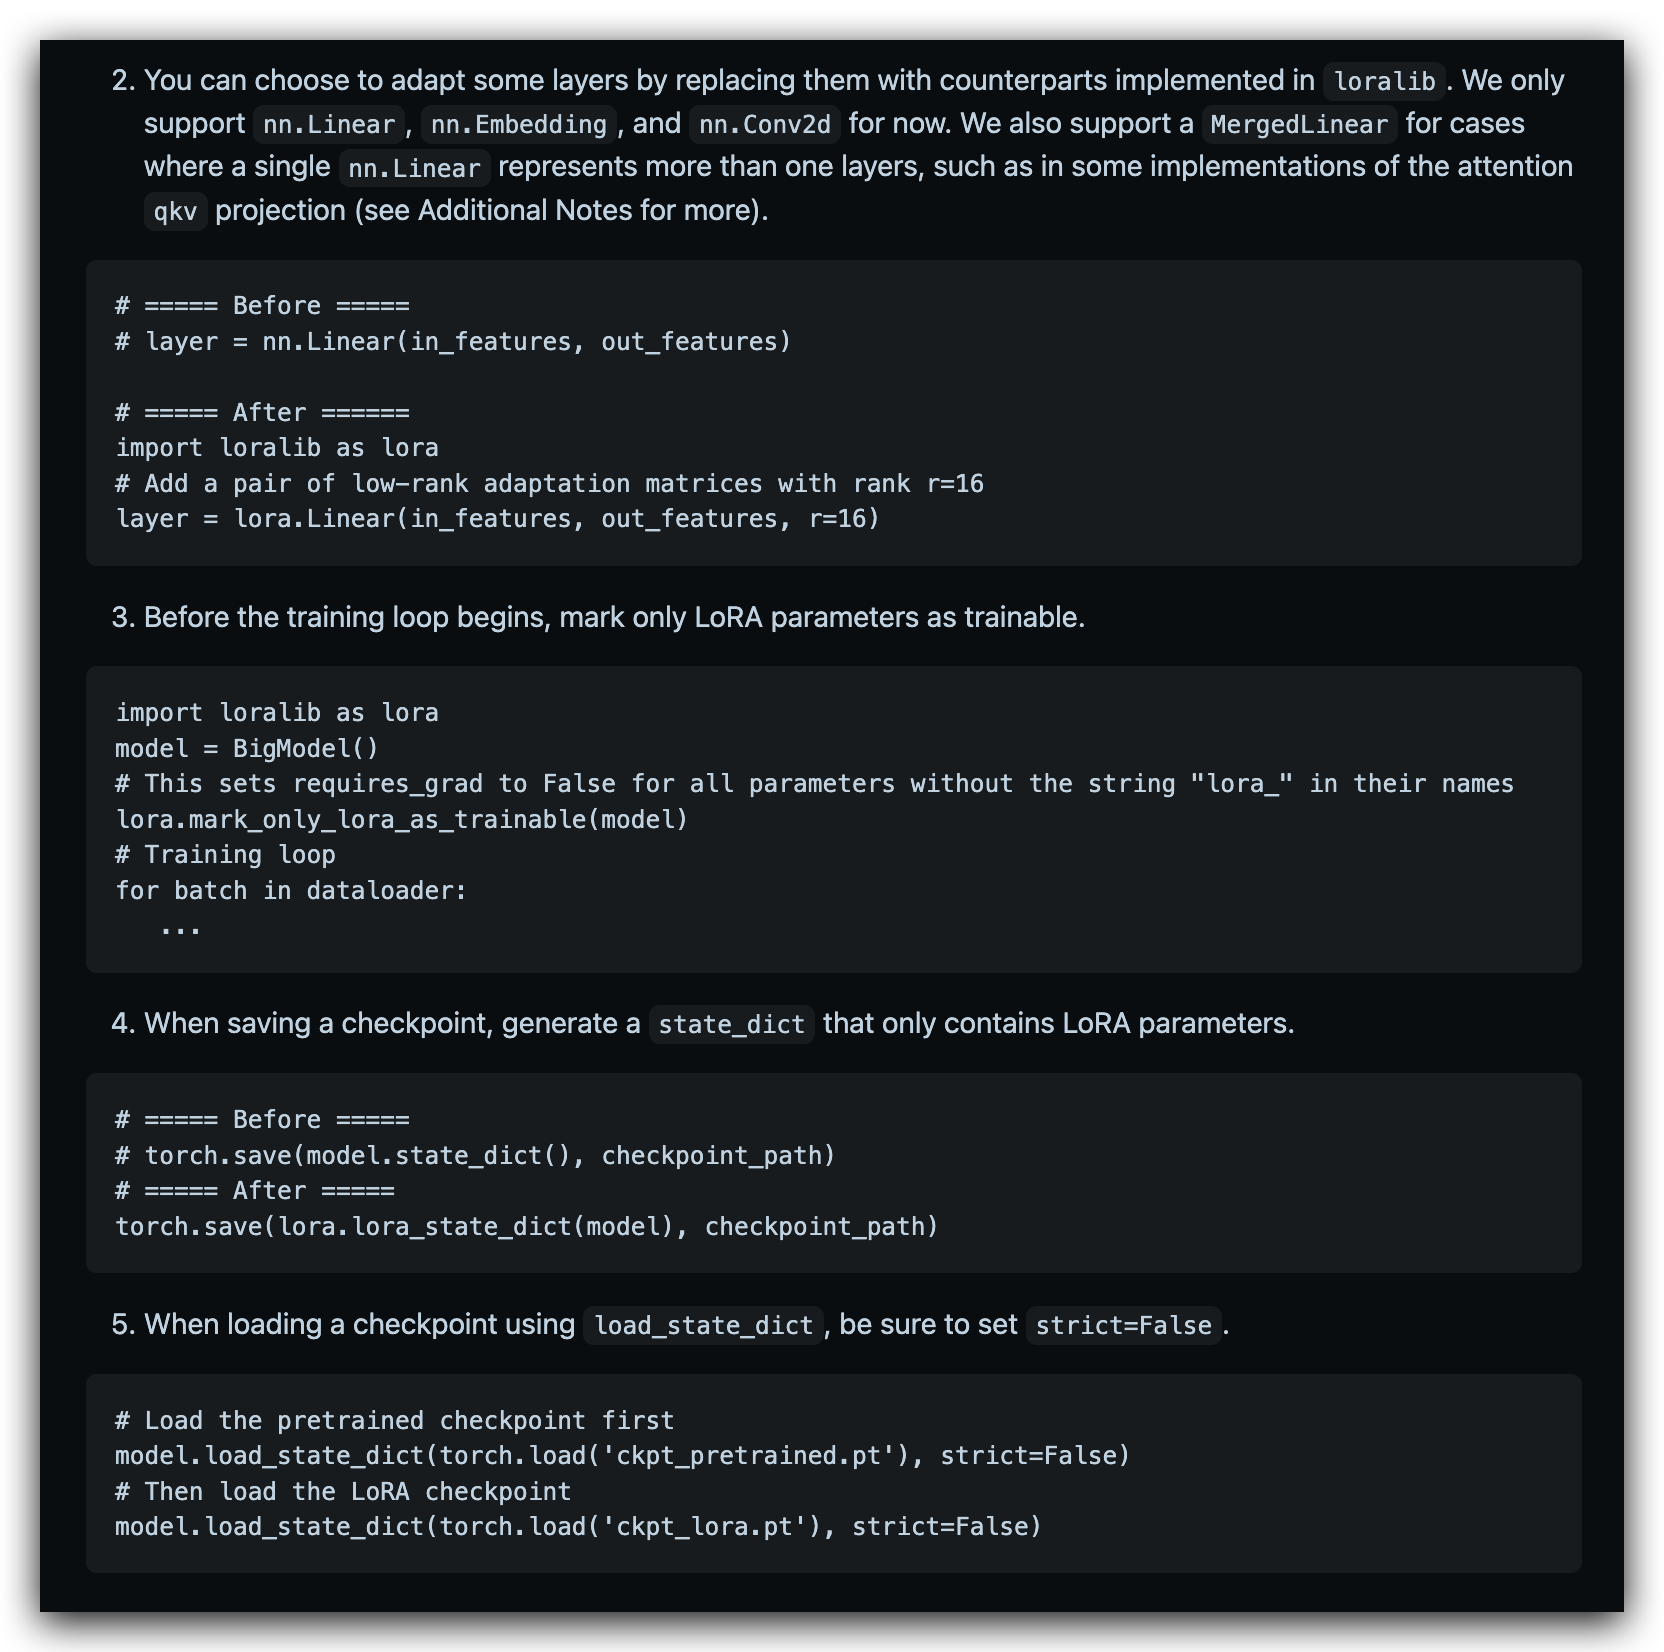 2. You can choose to adapt some layers by replacing them with counterparts implemented in loralib. We only
support nn.Linear, nn.Embedding, and nn.Conv2d for now. We also support a MergedLinear for cases
where a single nn.Linear represents more than one layers, such as in some implementations of the attention
qkv projection (see Additional Notes for more).
# ===== Before =====
# layer = nn.Linear(in_features, out_features)
# ===== After ======
import loralib as lora
# Add a pair of low-rank adaptation matrices with rank r=16
layer = lora.Linear(in_features, out_features, r=16)
3. Before the training loop begins, mark only LoRA parameters as trainable.
import loralib as lora
model = BigModel()
# This sets requires_grad to False for all parameters without the string "lora_" in their names
lora.mark_only_lora_as_trainable(model)
# Training loop
for batch in dataloader:
   ...
4. When saving a checkpoint, generate a state_dict that only contains LoRA parameters.
# ===== Before =====
# torch.save(model.state_dict(), checkpoint_path)
# ===== After =====
torch.save(lora.lora_state_dict(model), checkpoint_path)
5. When loading a checkpoint using load_state_dict, be sure to set strict=False.
# Load the pretrained checkpoint first
model.load_state_dict(torch.load('ckpt_pretrained.pt'), strict=False)
# Then load the LoRA checkpoint
model.load_state_dict(torch.load('ckpt_lora.pt'), strict=False)